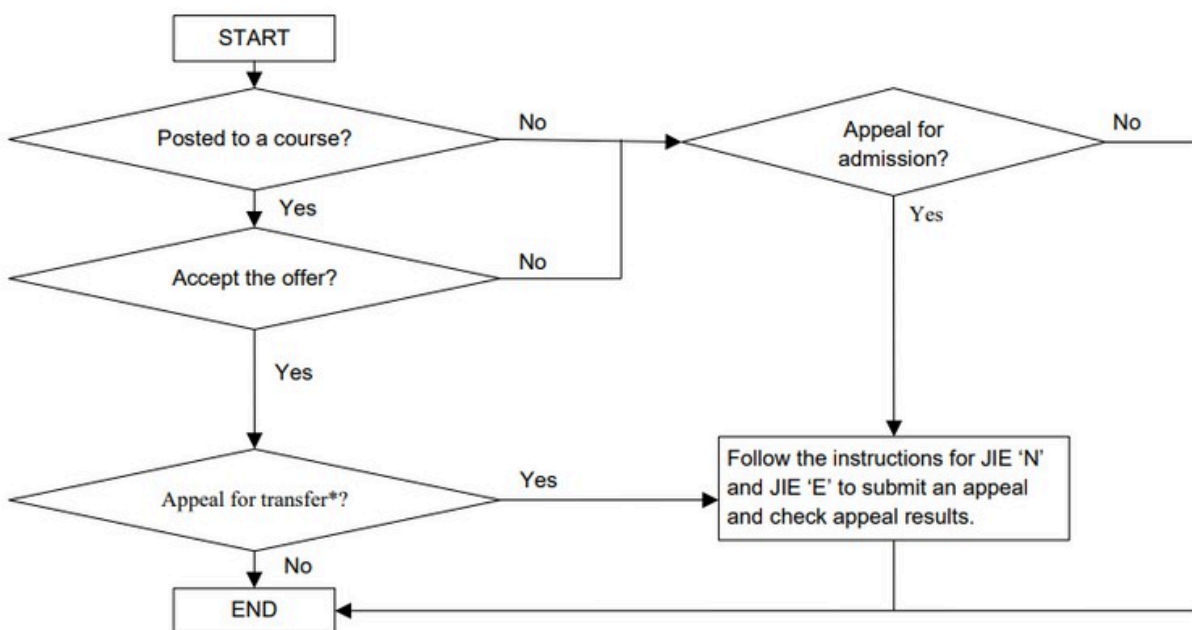 START
Posted to a course?
No
Appeal for
admission?
No
Yes
Yes
Accept the offer?
No
Yes
Appeal for transfer*?
Yes
Follow the instructions for JIE ‘N’
and JIE ‘E’ to submit an appeal
and check appeal results.
No
END